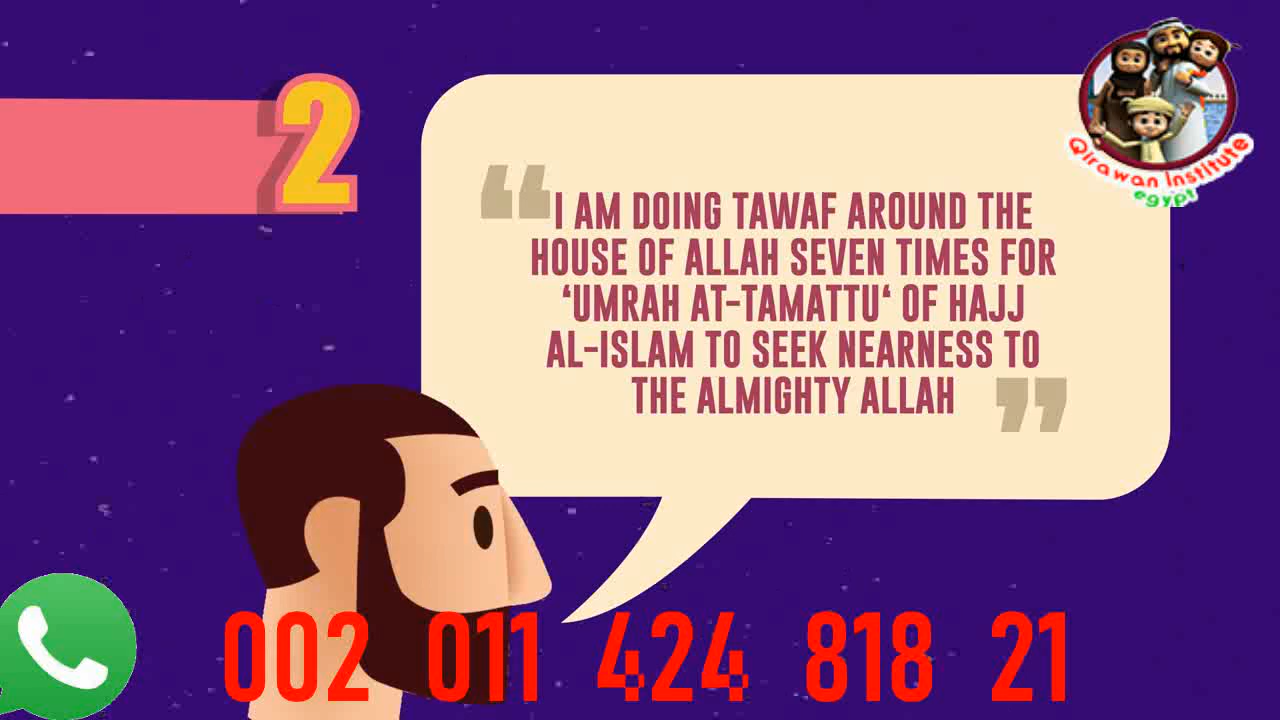 2
“I AM DOING TAWAF AROUND THE
HOUSE OF ALLAH SEVEN TIMES FOR
‘UMRAH AT-TAMATTU‘ OF HAJJ
AL-ISLAM TO SEEK NEARNESS TO
THE ALMIGHTY ALLAH”
Qirawan Institute
egypt
002 011 424 818 21